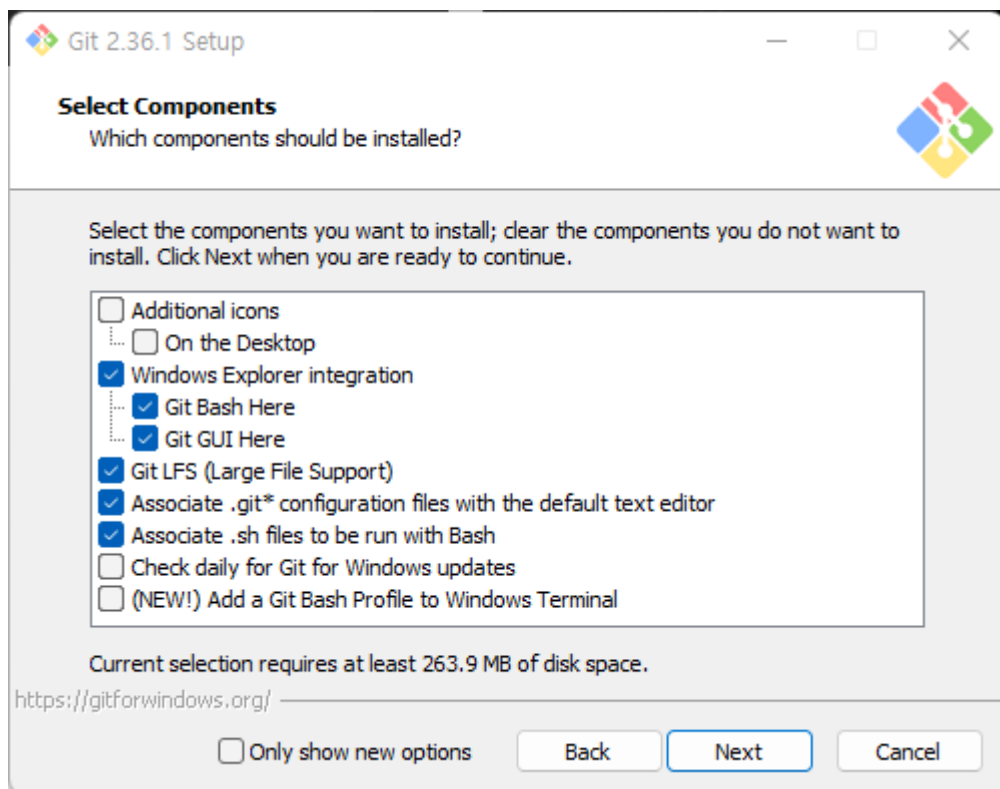 Git 2.36.1 Setup
Select Components
Which components should be installed?
Select the components you want to install; clear the components you do not want to
install. Click Next when you are ready to continue.
Additional icons
On the Desktop
Windows Explorer integration
Git Bash Here
Git GUI Here
Git LFS (Large File Support)
Associate .git* configuration files with the default text editor
Associate .sh files to be run with Bash
Check daily for Git for Windows updates
(NEW!) Add a Git Bash Profile to Windows Terminal
Current selection requires at least 263.9 MB of disk space.
https://gitforwindows.org/
Only show new options
Back
Next
Cancel